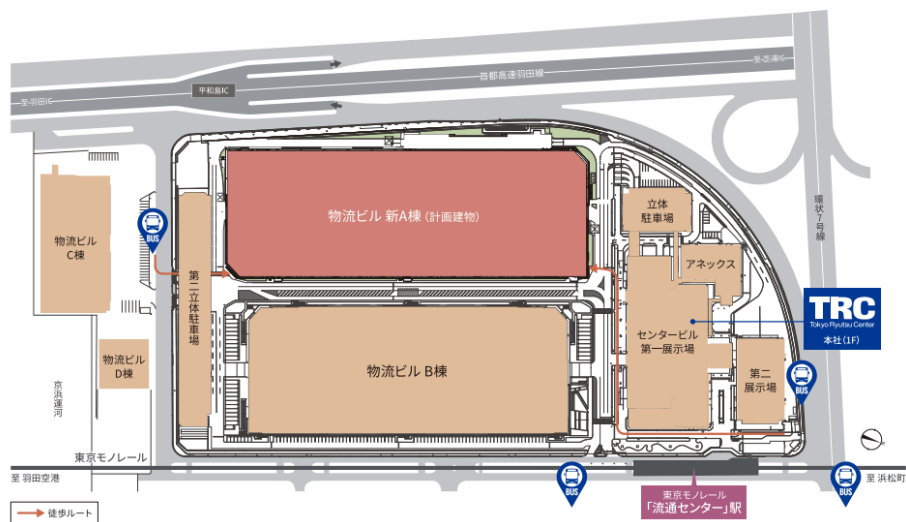 首都高速羽田線
至 芝浦IC
平和島IC
至 羽田IC
環状7号線
物流ビル 新A棟（計画建物）
立体
駐車場
物流ビル
C棟
BUS
アネックス
第二立体駐車場
TRC
Tokyo Ryutsu Center
本社（1F）
センタービル
第一展示場
物流ビル
D棟
物流ビル B棟
第二
展示場
BUS
京浜運河
東京モノレール
至 羽田空港
BUS
BUS
至 浜松町
東京モノレール
「流通センター」駅
徒歩ルート